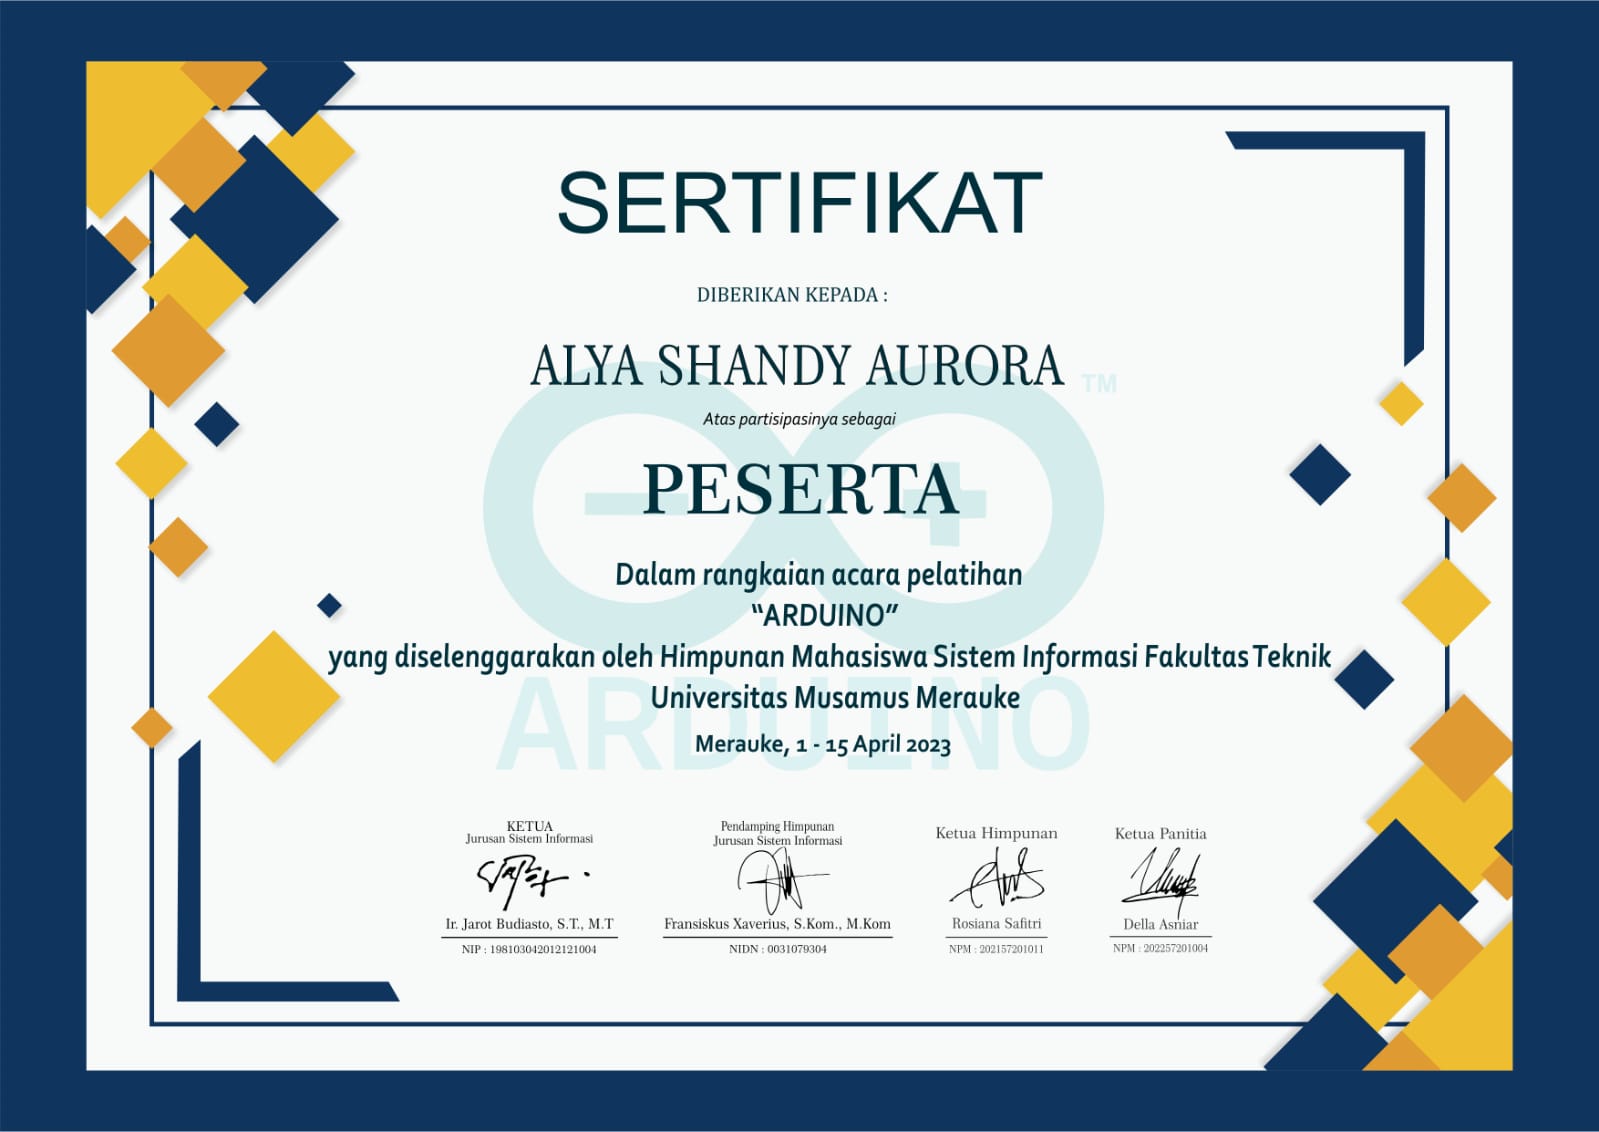 SERTIFIKAT
DIBERIKAN KEPADA :
ALYA SHANDY AURORA
TM
Atas partisipasinya sebagai
PESERTA
Dalam rangkaian acara pelatihan
“ARDUINO”
yang diselenggarakan oleh Himpunan Mahasiswa Sistem Informasi Fakultas Teknik
Universitas Musamus Merauke
ARDUINO
Merauke, 1 - 15 April 2023
KETUA
Jurusan Sistem Informasi
Ir. Jarot Budiasto, S.T., M.T
NIP : 198103042012121004
Pendamping Himpunan
Jurusan Sistem Informasi
Fransiskus Xaverius, S.Kom., M.Kom
NIDN : 0031079304
Ketua Himpunan
Rosiana Safitri
NPM : 202157201011
Ketua Panitia
Della Asniar
NPM : 202257201004